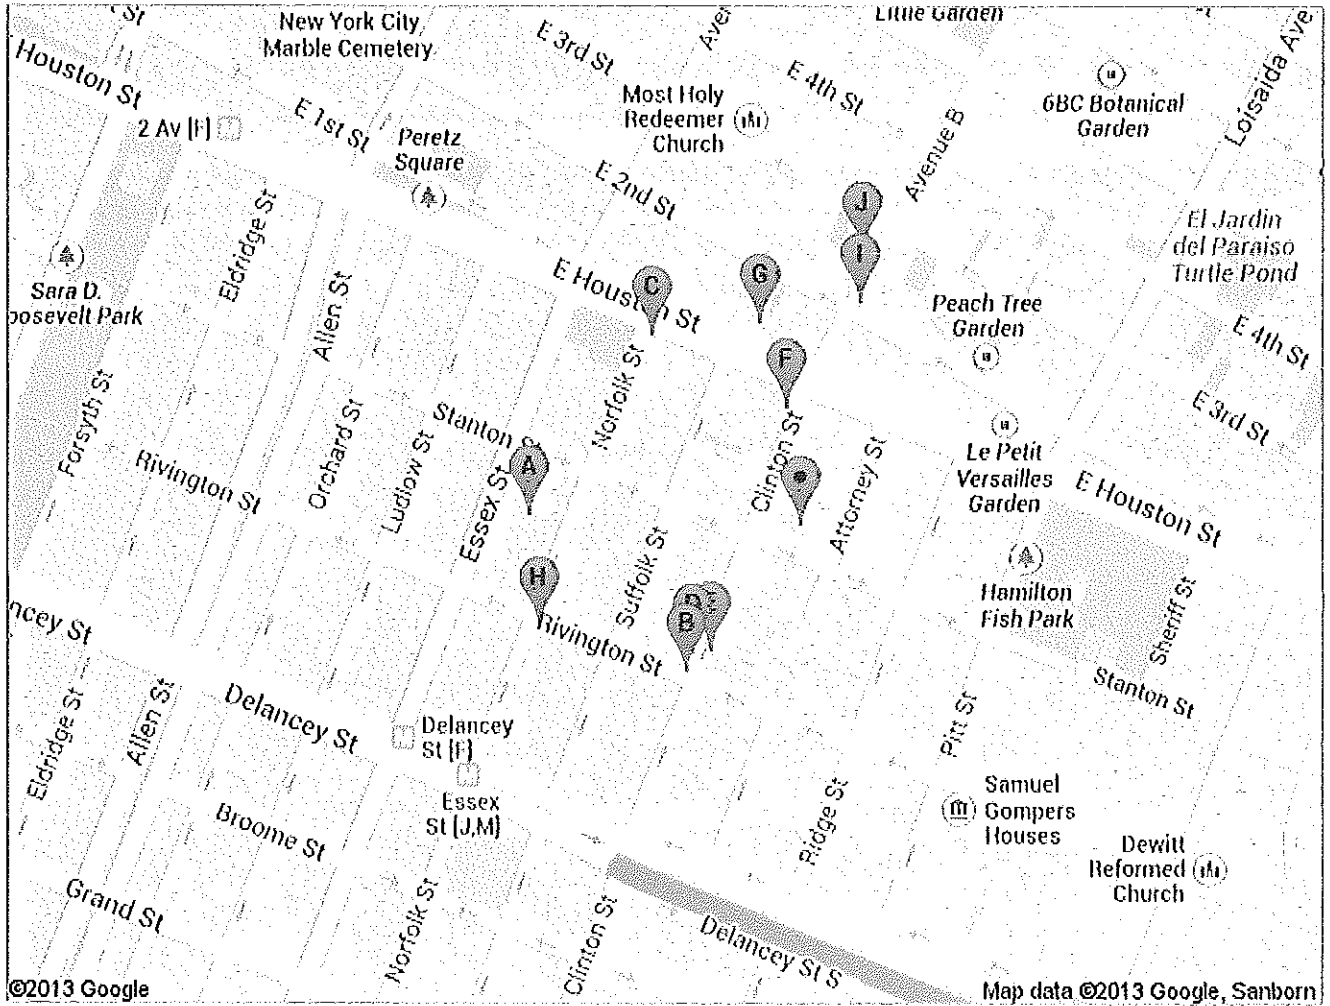 New York City
Marble Cemetery
Houston St
2 Av (F)
E 1st St
Peretz
Square
E 3rd St
Most Holy
Redeemer
Church
E 4th St
Little Garden
6BC Botanical
Garden
Loisaida Ave
Avenue B
E 2nd St
J
I
El Jardin
del Paraiso
Turtle Pond
Sara D.
oosevelt Park
Eldridge St
Allen St
E Houston St
C
G
Peach Tree
Garden
E 4th St
F
E 3rd St
Forsyth St
Rivington St
Orchard St
Ludlow St
Stanton St
Essex St
A
Norfolk St
Clinton St
Attorney St
Le Petit
Versailles
Garden
E Houston St
H
Suffolk St
D
B
Rivington St
Hamilton
Fish Park
Sheriff St
Stanton St
ncey St
Eldridge St
Allen St
Delancey St
Delancey
St (F)
Essex
St (J,M)
Broome St
Grand St
Norfolk St
Clinton St
Delancey St S
Ridge St
Pitt St
Samuel
Gompers
Houses
Dewitt
Reformed
Church
©2013 Google
Map data ©2013 Google, Sanborn